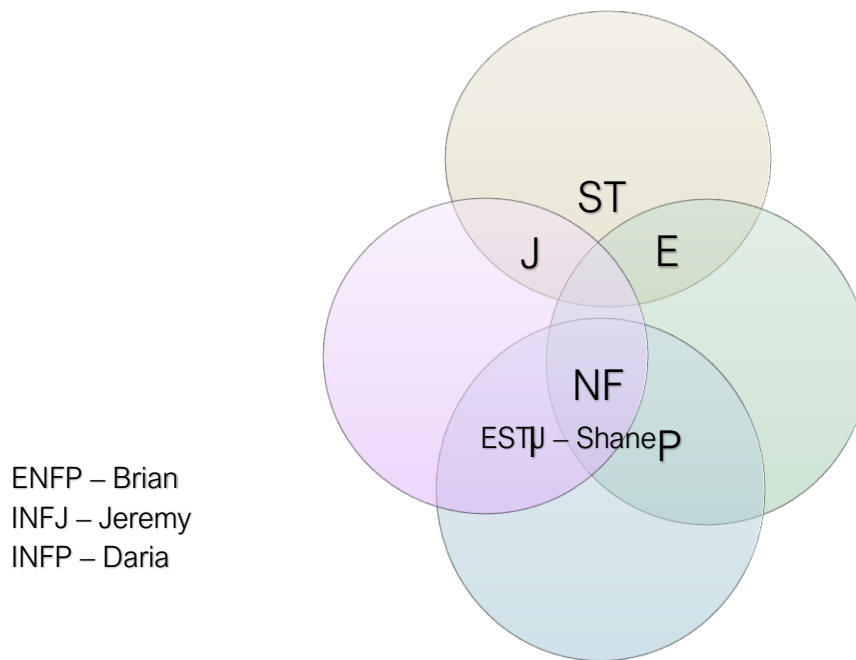 ST
J E
NF
ESTJ – Shane
I P
ENFP – Brian
INFJ – Jeremy
INFP – Daria